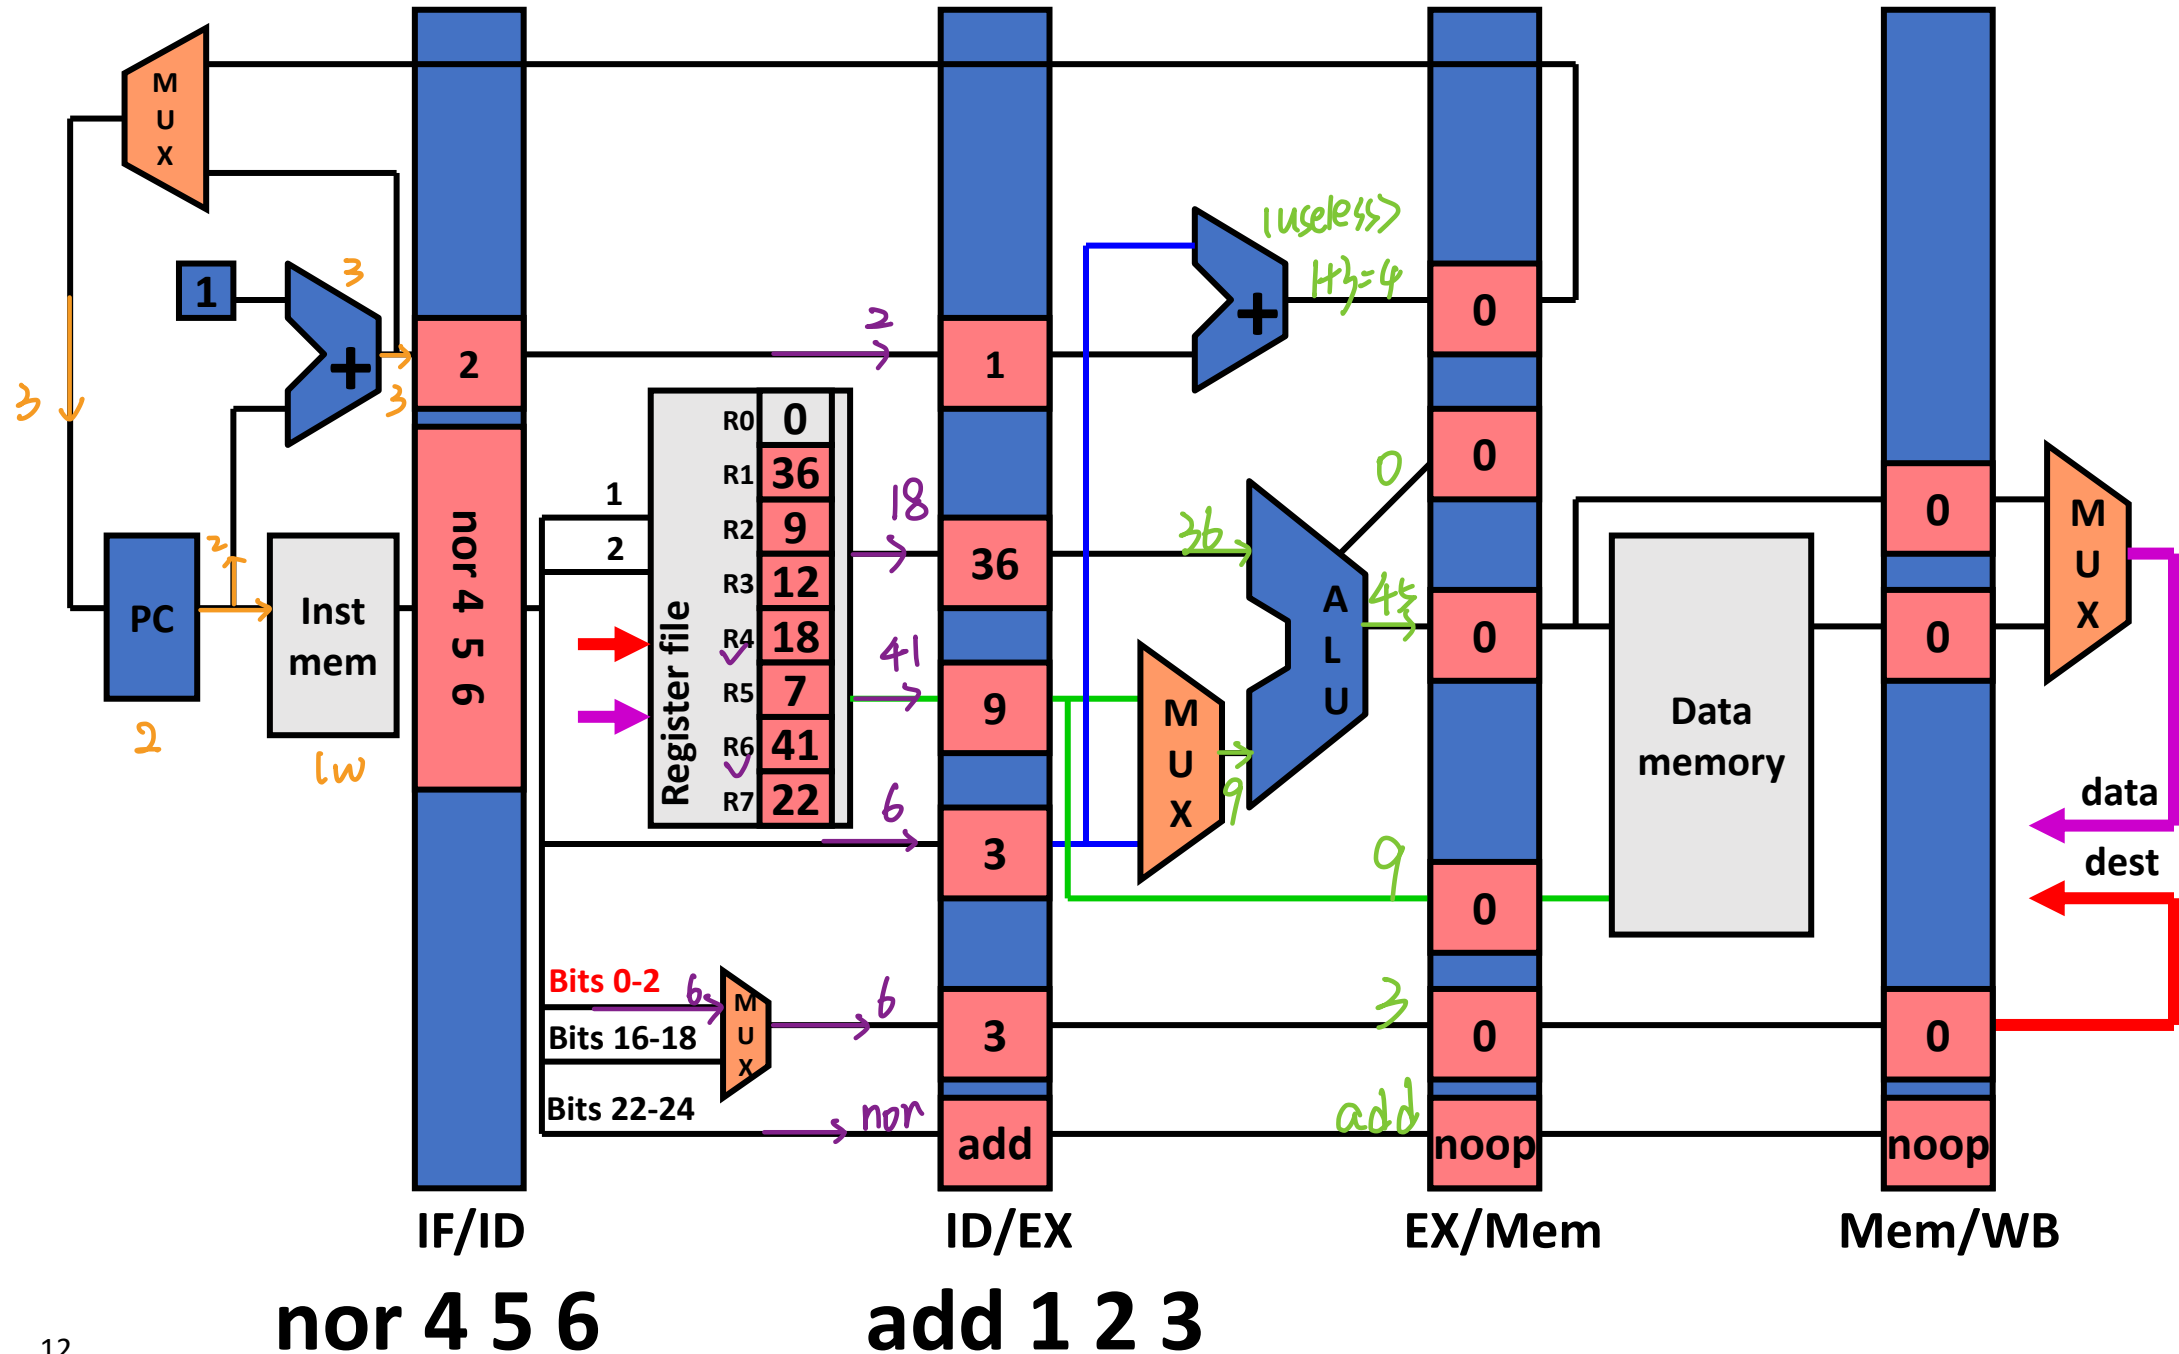 M
U
X
1
+
3
3
3
2
PC
2
2
Inst
mem
lw
2
nor 4 5 6
1
2
Register file
R0 0
R1 36
R2 9
R3 12
R4 18
R5 7
R6 41
R7 22
2
18
41
6
Bits 0-2
6
Bits 16-18
M
U
X
6
Bits 22-24
nor
1
36
9
3
3
add
+
(useless)
1+3=4
36
M
U
X
9
A
L
U
0
45
9
3
add
0
0
0
0
0
noop
Data
memory
0
0
0
noop
M
U
X
data
dest
IF/ID
ID/EX
EX/Mem
Mem/WB
nor 4 5 6
add 1 2 3
12